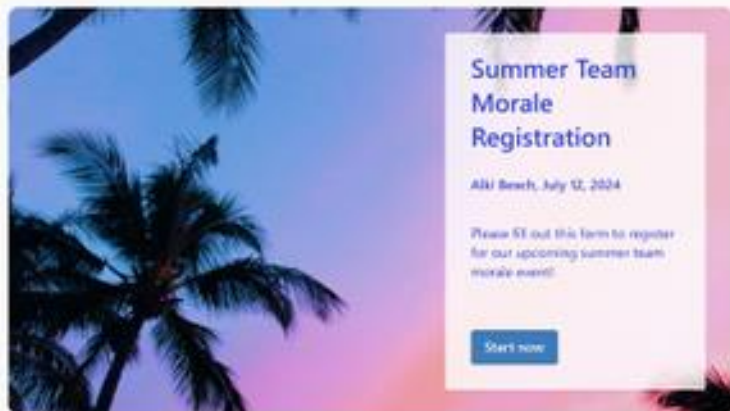 Summer Team
Morale
Registration
Alki Beach, July 12, 2024
Please fill out this form to register
for our upcoming summer team
morale event!
Start now